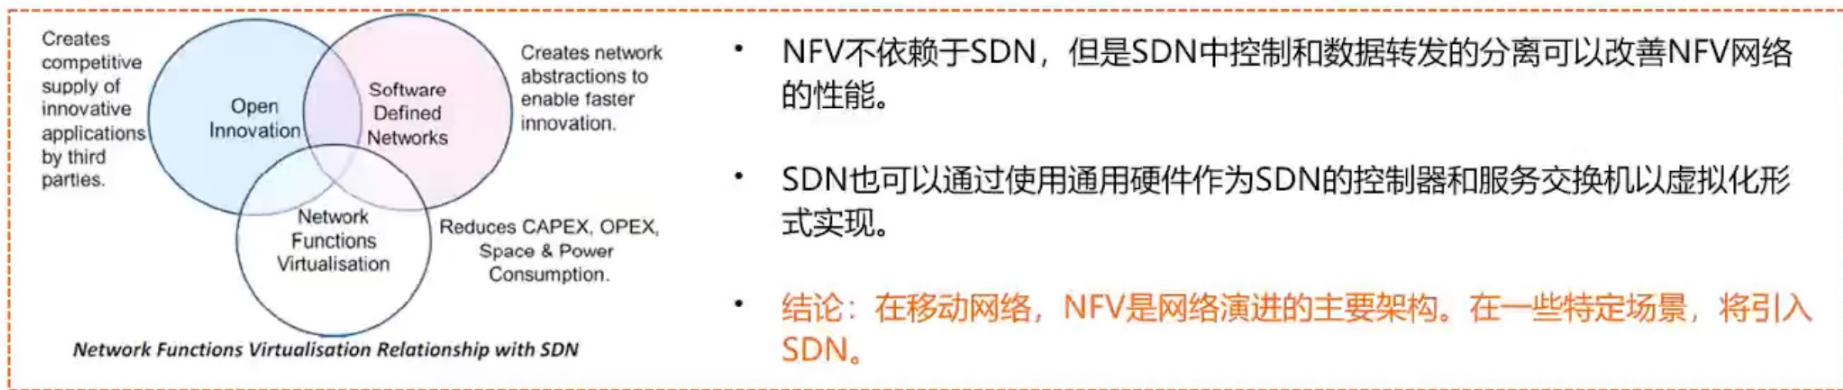 Creates
competitive
supply of
innovative
applications
by third
parties.
Open
Innovation
Software
Defined
Networks
Creates network
abstractions to
enable faster
innovation.
Network
Functions
Virtualisation
Reduces CAPEX, OPEX,
Space & Power
Consumption.
Network Functions Virtualisation Relationship with SDN
• NFV不依赖于SDN，但是SDN中控制和数据转发的分离可以改善NFV网络
的性能。
• SDN也可以通过使用通用硬件作为SDN的控制器和服务交换机以虚拟化形
式实现。
• 结论：在移动网络，NFV是网络演进的主要架构。在一些特定场景，将引入
SDN。